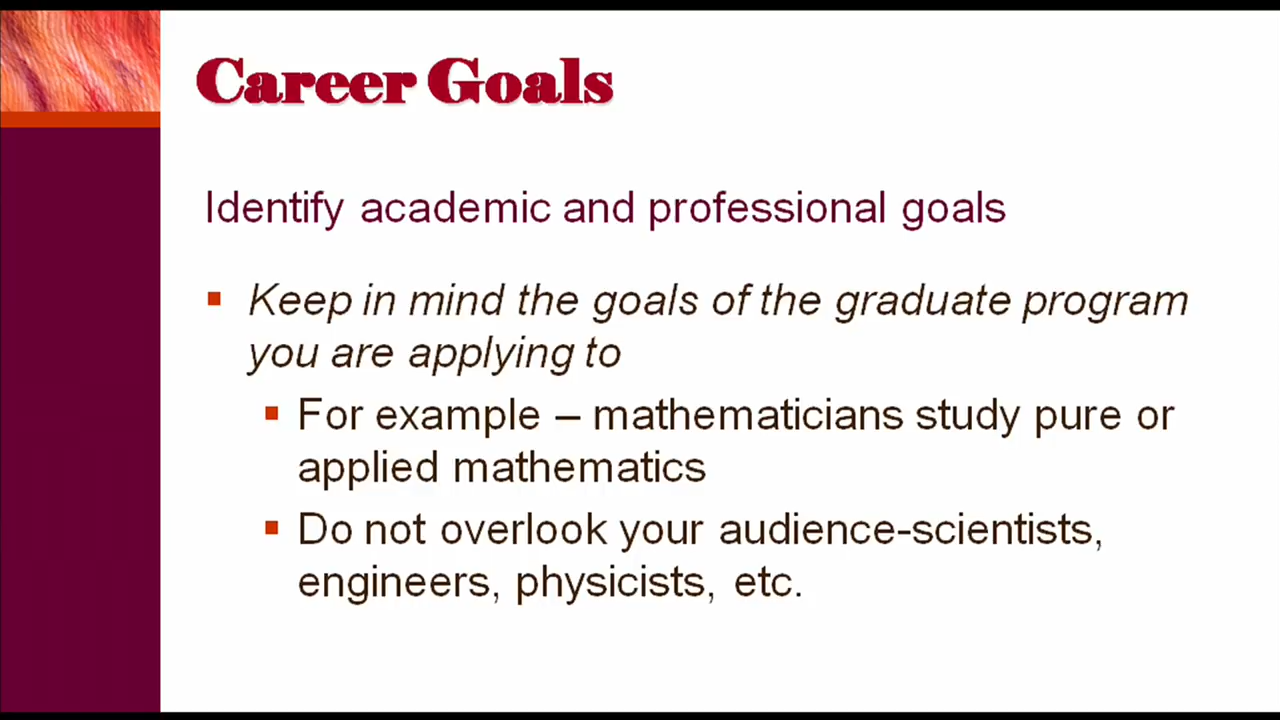 Career Goals
Identify academic and professional goals
Keep in mind the goals of the graduate program
you are applying to
For example – mathematicians study pure or
applied mathematics
Do not overlook your audience-scientists,
engineers, physicists, etc.